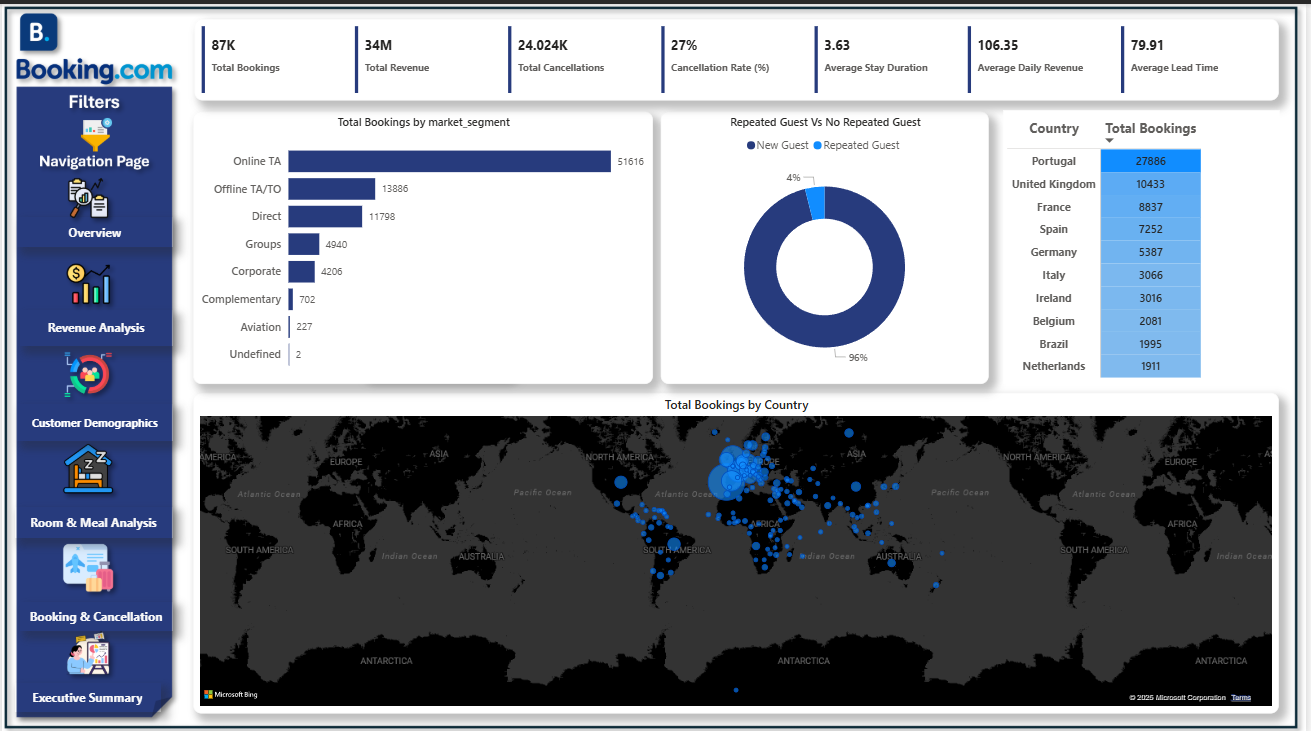 B.
Booking.com
Filters
Navigation Page
Overview
Revenue Analysis
Customer Demographics
Room & Meal Analysis
Booking & Cancellation
Executive Summary
87K
Total Bookings
34M
Total Revenue
24.024K
Total Cancellations
27%
Cancellation Rate (%)
3.63
Average Stay Duration
106.35
Average Daily Revenue
79.91
Average Lead Time
Total Bookings by market_segment
Online TA 51616
Offline TA/TO 13886
Direct 11798
Groups 4940
Corporate 4206
Complementary 702
Aviation 227
Undefined 2
Repeated Guest Vs No Repeated Guest
New Guest Repeated Guest
4%
96%
Country Total Bookings
Portugal 27886
United Kingdom 10433
France 8837
Spain 7252
Germany 5387
Italy 3066
Ireland 3016
Belgium 2081
Brazil 1995
Netherlands 1911
Total Bookings by Country
AMERICA EUROPE ASIA NORTH AMERICA ASIA NORTH AMERICA EUROPE
Atlantic Ocean Pacific Ocean Atlantic Ocean Pacific Ocean Atlantic Ocean
AFRICA AFRICA AFRICA
SOUTH AMERICA Indian Ocean AUSTRALIA SOUTH AMERICA Indian Ocean AUSTRALIA SOUTH AMERICA Indian Ocean
ANTARCTICA ANTARCTICA ANTARCTICA
Microsoft Bing
© 2025 Microsoft Corporation Terms